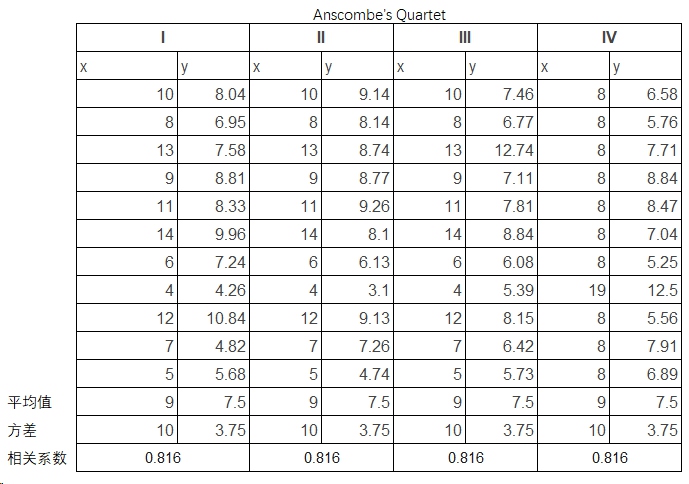 Anscombe's Quartet
I II III IV
x y x y x y x y
10 8.04 10 9.14 10 7.46 8 6.58
8 6.95 8 8.14 8 6.77 8 5.76
13 7.58 13 8.74 13 12.74 8 7.71
9 8.81 9 8.77 9 7.11 8 8.84
11 8.33 11 9.26 11 7.81 8 8.47
14 9.96 14 8.1 14 8.84 8 7.04
6 7.24 6 6.13 6 6.08 8 5.25
4 4.26 4 3.1 4 5.39 19 12.5
12 10.84 12 9.13 12 8.15 8 5.56
7 4.82 7 7.26 7 6.42 8 7.91
5 5.68 5 4.74 5 5.73 8 6.89
平均值 9 7.5 9 7.5 9 7.5 9 7.5
方差 10 3.75 10 3.75 10 3.75 10 3.75
相关系数 0.816 0.816 0.816 0.816